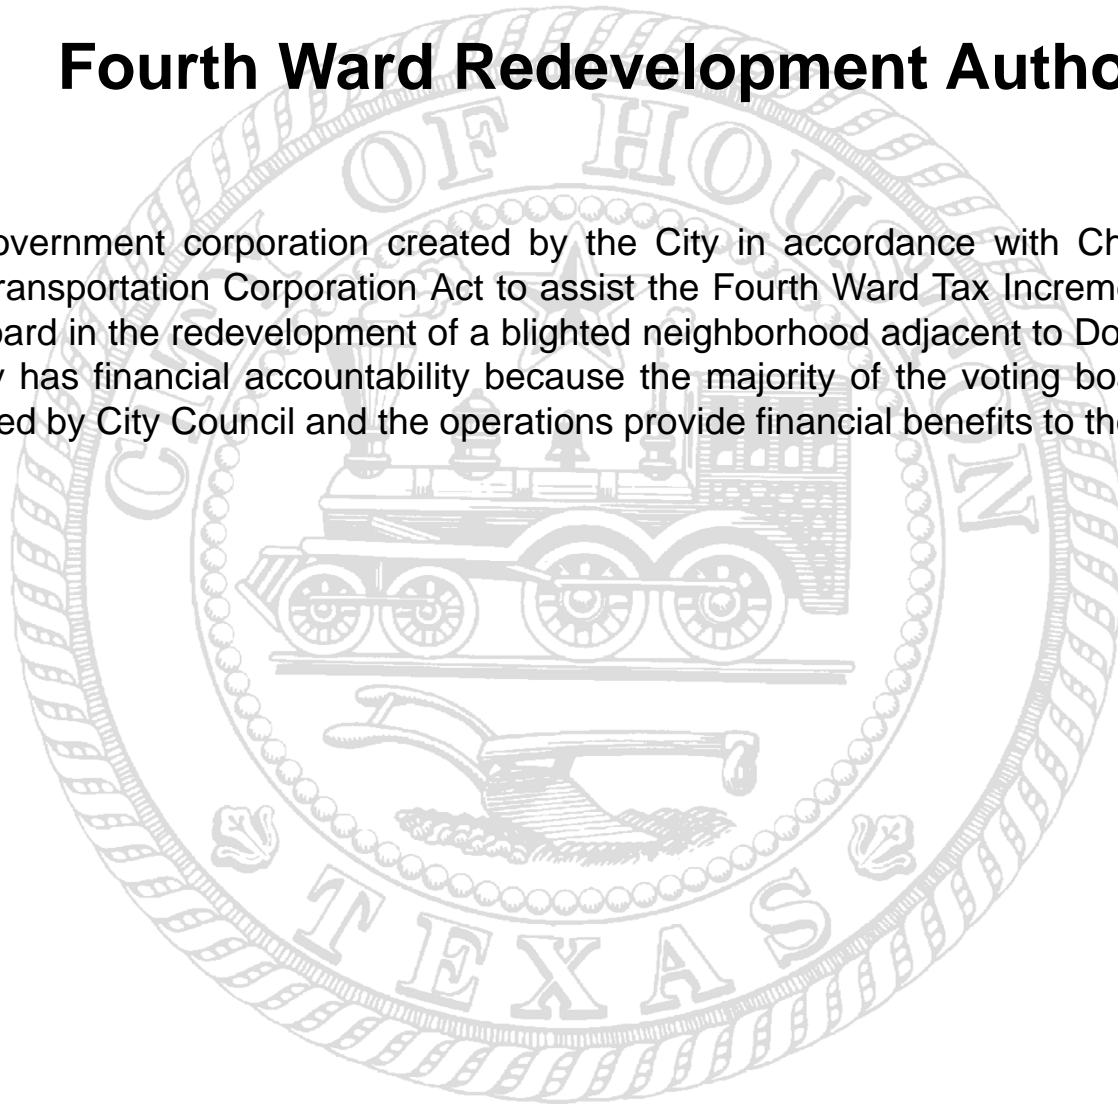 Fourth Ward Redevelopment Autho
overnment corporation created by the City in accordance with Ch
ransportation Corporation Act to assist the Fourth Ward Tax Increm
ard in the redevelopment of a blighted neighborhood adjacent to Do
y has financial accountability because the majority of the voting bo
ed by City Council and the operations provide financial benefits to the
CITY OF HOUSTON
TEXAS